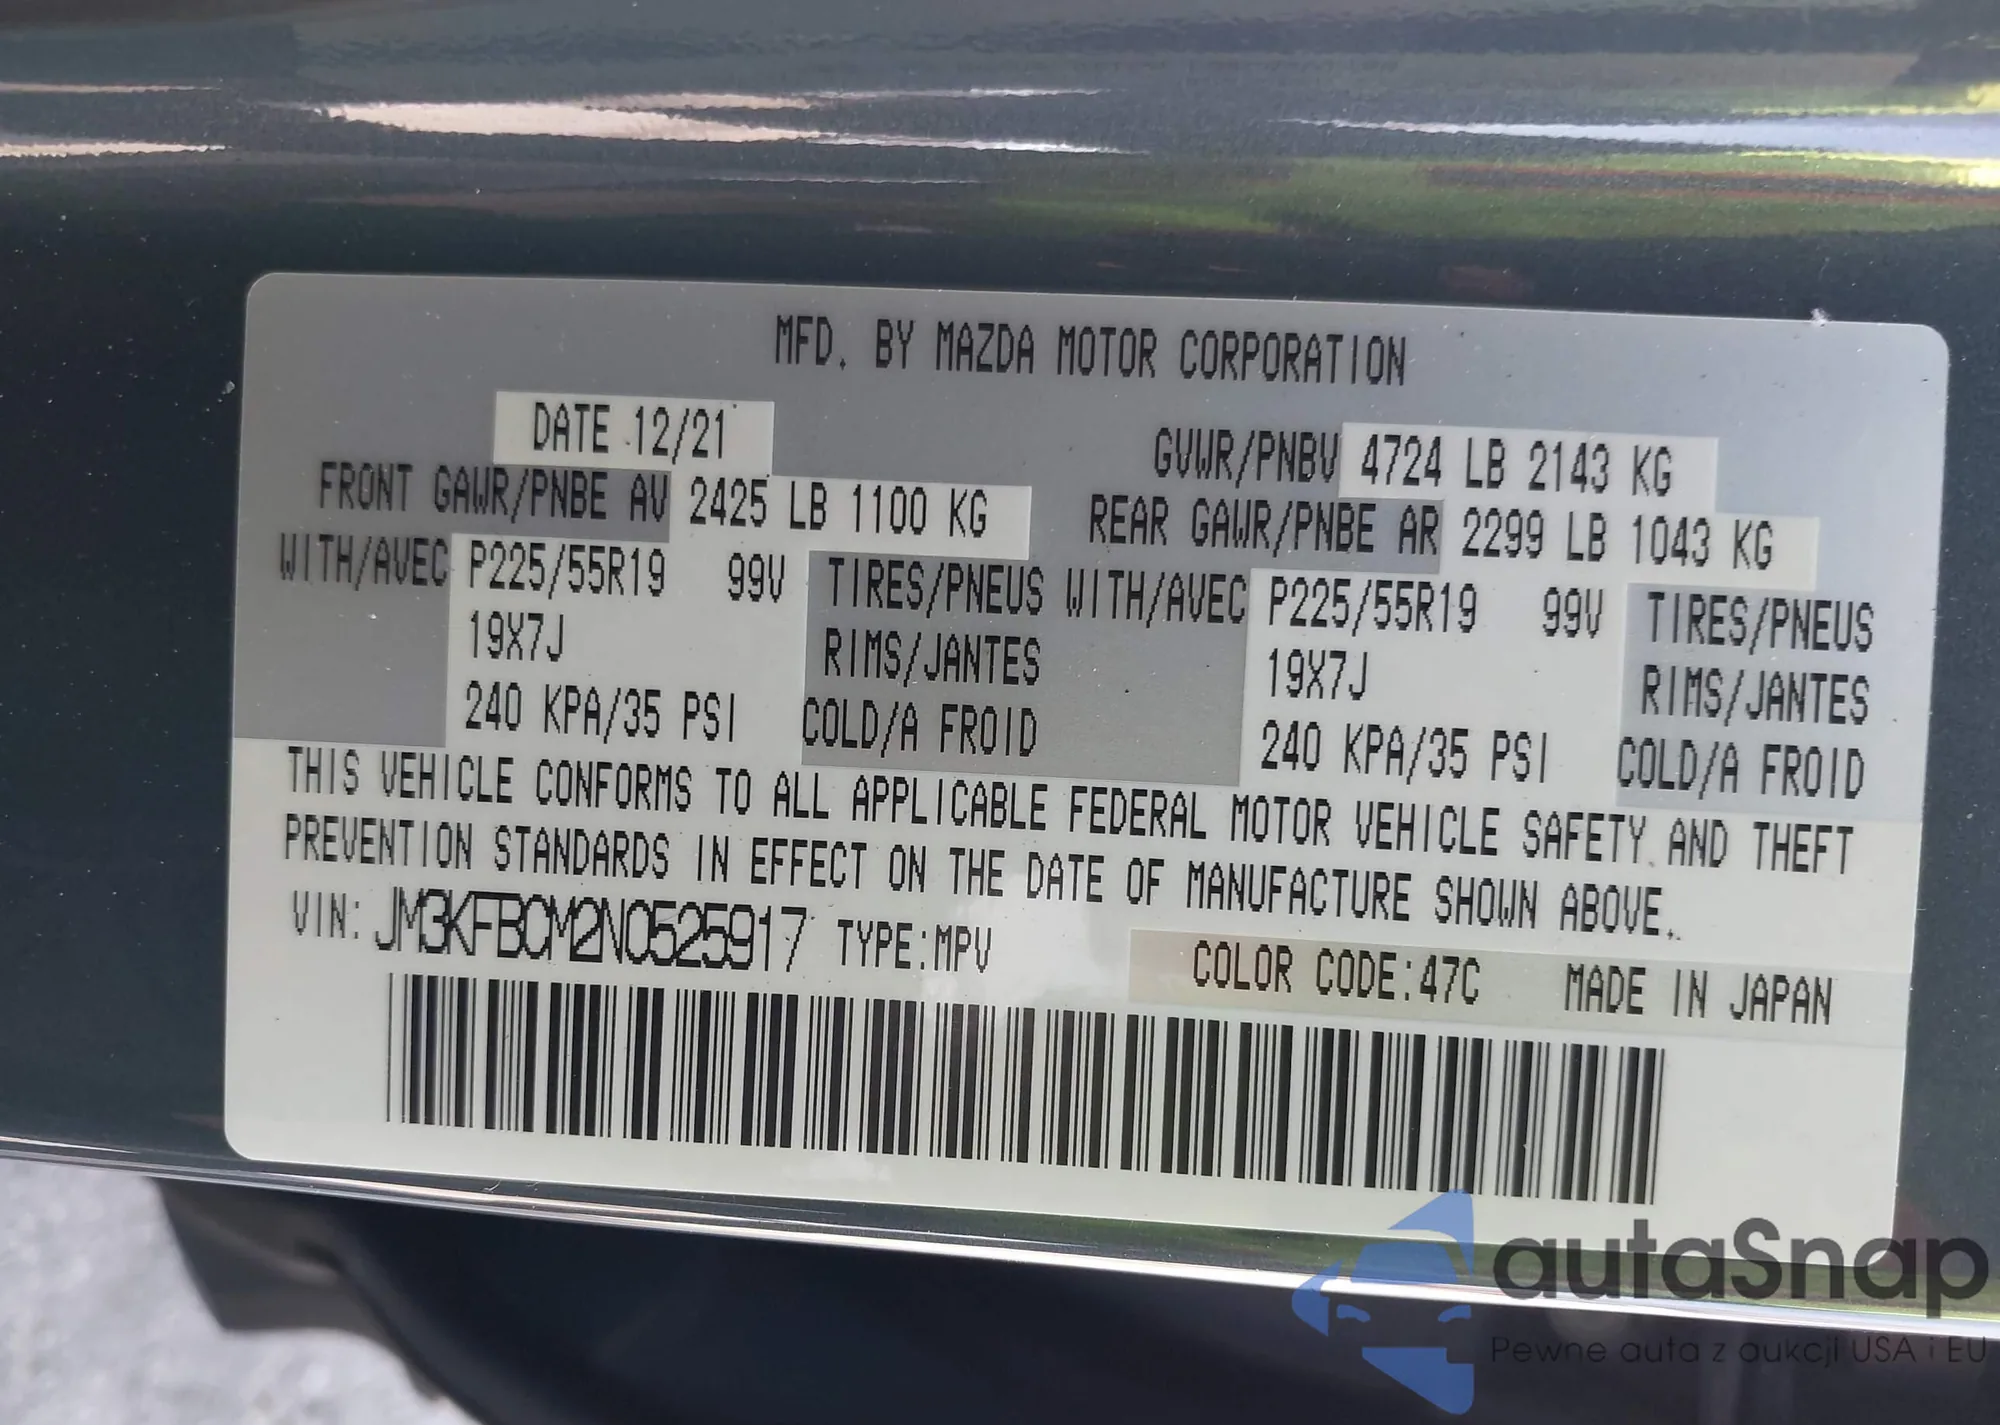 MFD. BY MAZDA MOTOR CORPORATION
DATE 12/21
GVWR/PNBV 4724 LB 2143 KG
FRONT GAWR/PNBE AV 2425 LB 1100 KG
REAR GAWR/PNBE AR 2299 LB 1043 KG
WITH/AVEC P225/55R19 99V TIRES/PNEUS WITH/AVEC P225/55R19 99V TIRES/PNEUS
19X7J RIMS/JANTES 19X7J RIMS/JANTES
240 KPA/35 PSI COLD/A FROID 240 KPA/35 PSI COLD/A FROID
THIS VEHICLE CONFORMS TO ALL APPLICABLE FEDERAL MOTOR VEHICLE SAFETY AND THEFT
PREVENTION STANDARDS IN EFFECT ON THE DATE OF MANUFACTURE SHOWN ABOVE.
VIN: JM3KFBCM2N0525917 TYPE:MPV COLOR CODE:47C MADE IN JAPAN
autaSnap
Pewne auta z aukcji USA i EU